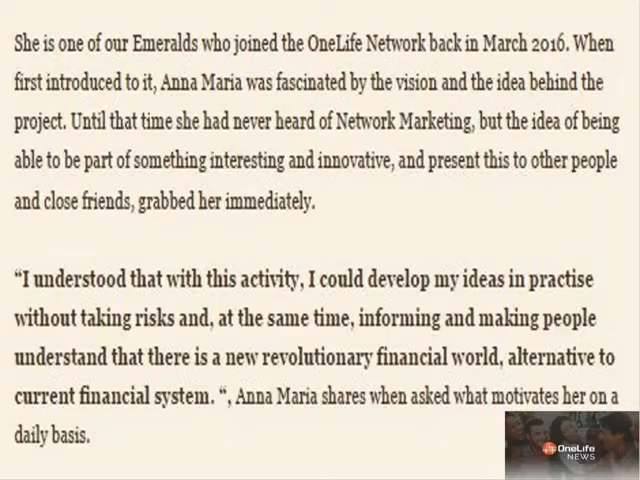 She is one of our Emeralds who joined the OneLife Network back in March 2016. When
first introduced to it, Anna Maria was fascinated by the vision and the idea behind the
project. Until that time she had never heard of Network Marketing, but the idea of being
able to be part of something interesting and innovative, and present this to other people
and close friends, grabbed her immediately.
“I understood that with this activity, I could develop my ideas in practise
without taking risks and, at the same time, informing and making people
understand that there is a new revolutionary financial world, alternative to
current financial system. “, Anna Maria shares when asked what motivates her on a
daily basis.
OneLife
NEWS